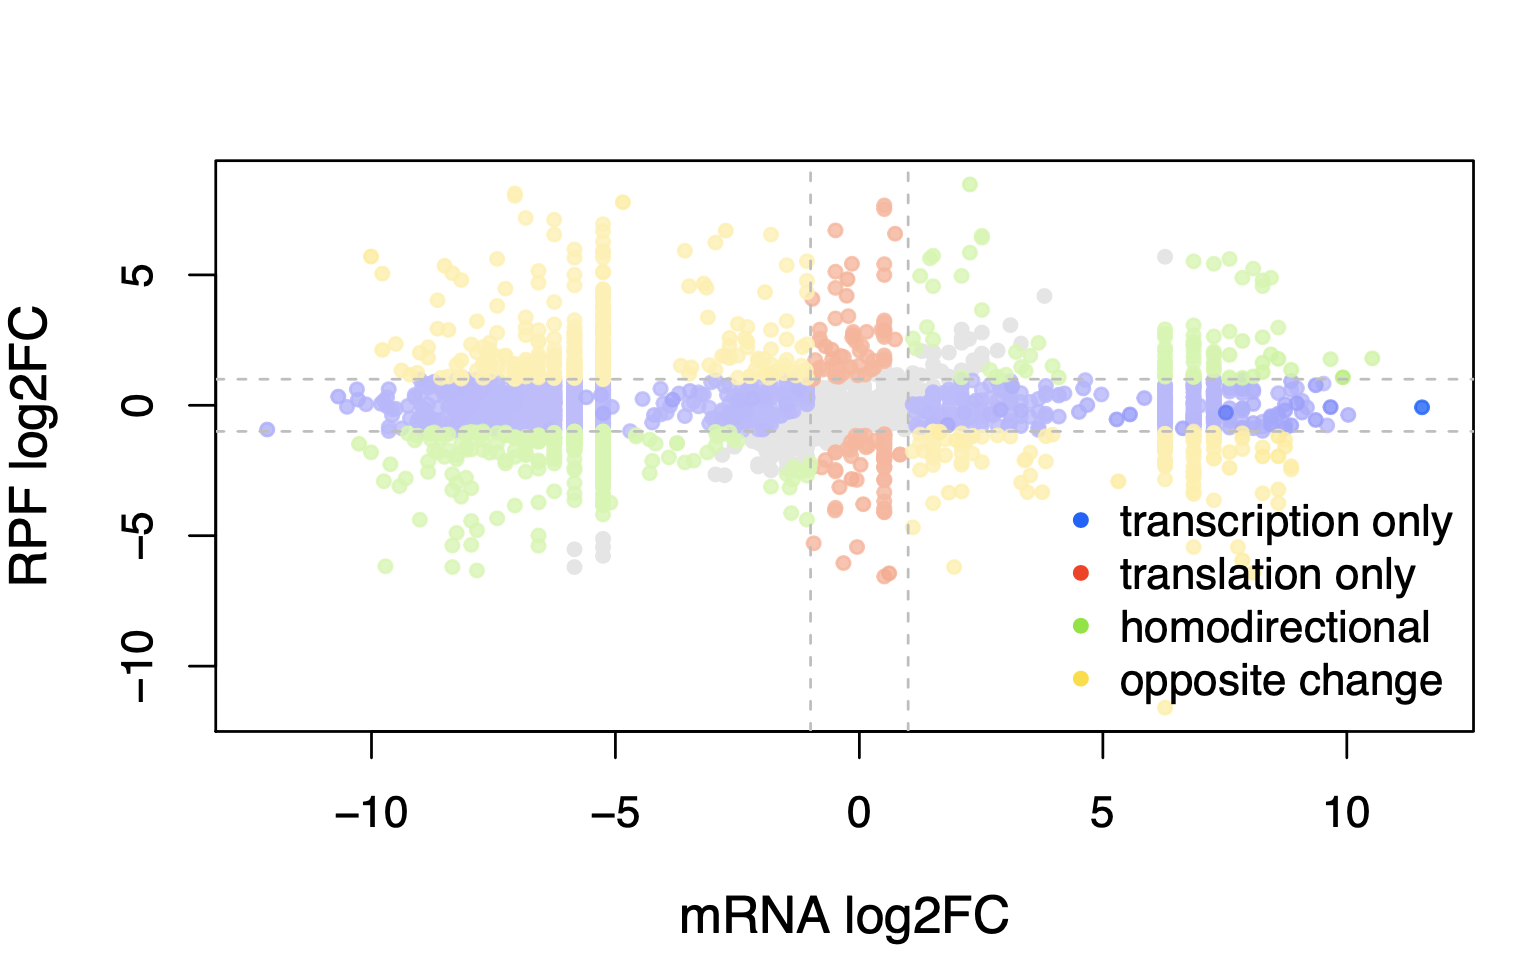 RPF log2FC
5
0
−5
−10
transcription only
translation only
homodirectional
opposite change
−10
−5
0
5
10
mRNA log2FC